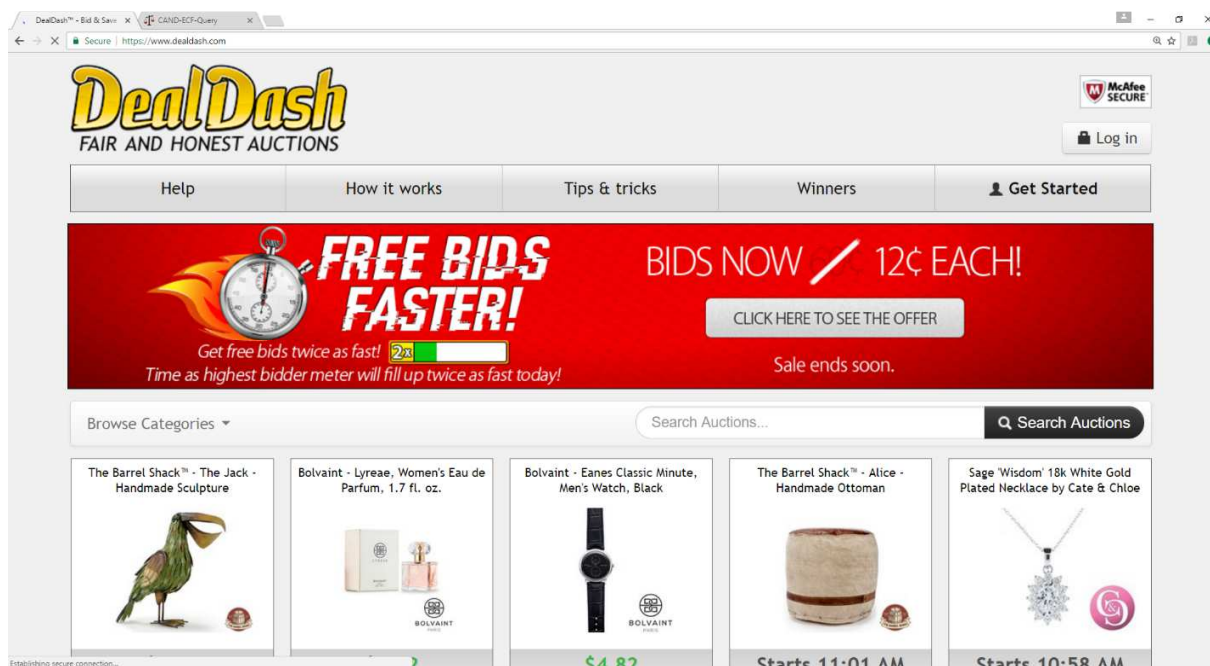 DealDash™ - Bid & Save
CAND-ECF-Query
Secure | https://www.dealdash.com
DealDash
FAIR AND HONEST AUCTIONS
McAfee
SECURE
Log in
Help
How it works
Tips & tricks
Winners
Get Started
FREE BIDS
FASTER!
Get free bids twice as fast! 2x
Time as highest bidder meter will fill up twice as fast today!
BIDS NOW 12¢ EACH!
CLICK HERE TO SEE THE OFFER
Sale ends soon.
Browse Categories
Search Auctions...
Search Auctions
The Barrel Shack™ - The Jack -
Handmade Sculpture
Bolvaint - Lyreae, Women's Eau de
Parfum, 1.7 fl. oz.
BOLVAINT
PARIS
Bolvaint - Eanes Classic Minute,
Men's Watch, Black
BOLVAINT
PARIS
$4.82
The Barrel Shack™ - Alice -
Handmade Ottoman
Starts 11:01 AM
Sage 'Wisdom' 18k White Gold
Plated Necklace by Cate & Chloe
C&C
Starts 10:58 AM
Establishing secure connection...